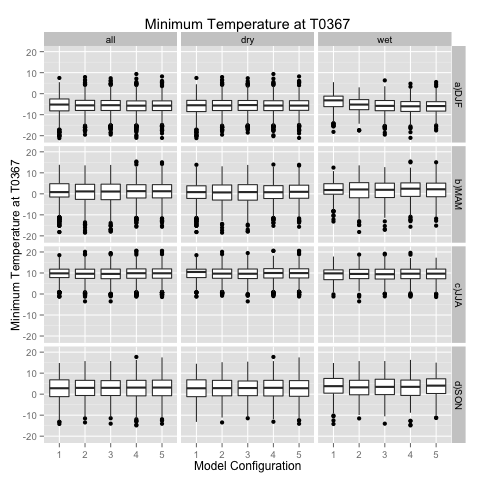 Minimum Temperature at T0367
all dry wet
20
10
0
-10
-20
a)DJF
20
10
0
-10
-20
b)MAM
20
10
0
-10
-20
c)JJA
20
10
0
-10
-20
d)SON
Minimum Temperature at T0367
1 2 3 4 5 1 2 3 4 5 1 2 3 4 5
Model Configuration